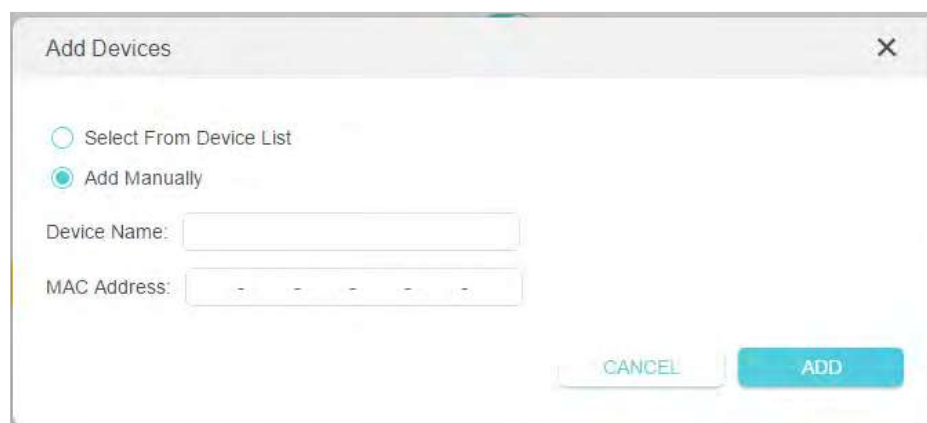 Add Devices
Select From Device List
Add Manually
Device Name:
MAC Address: - - - - -
CANCEL ADD